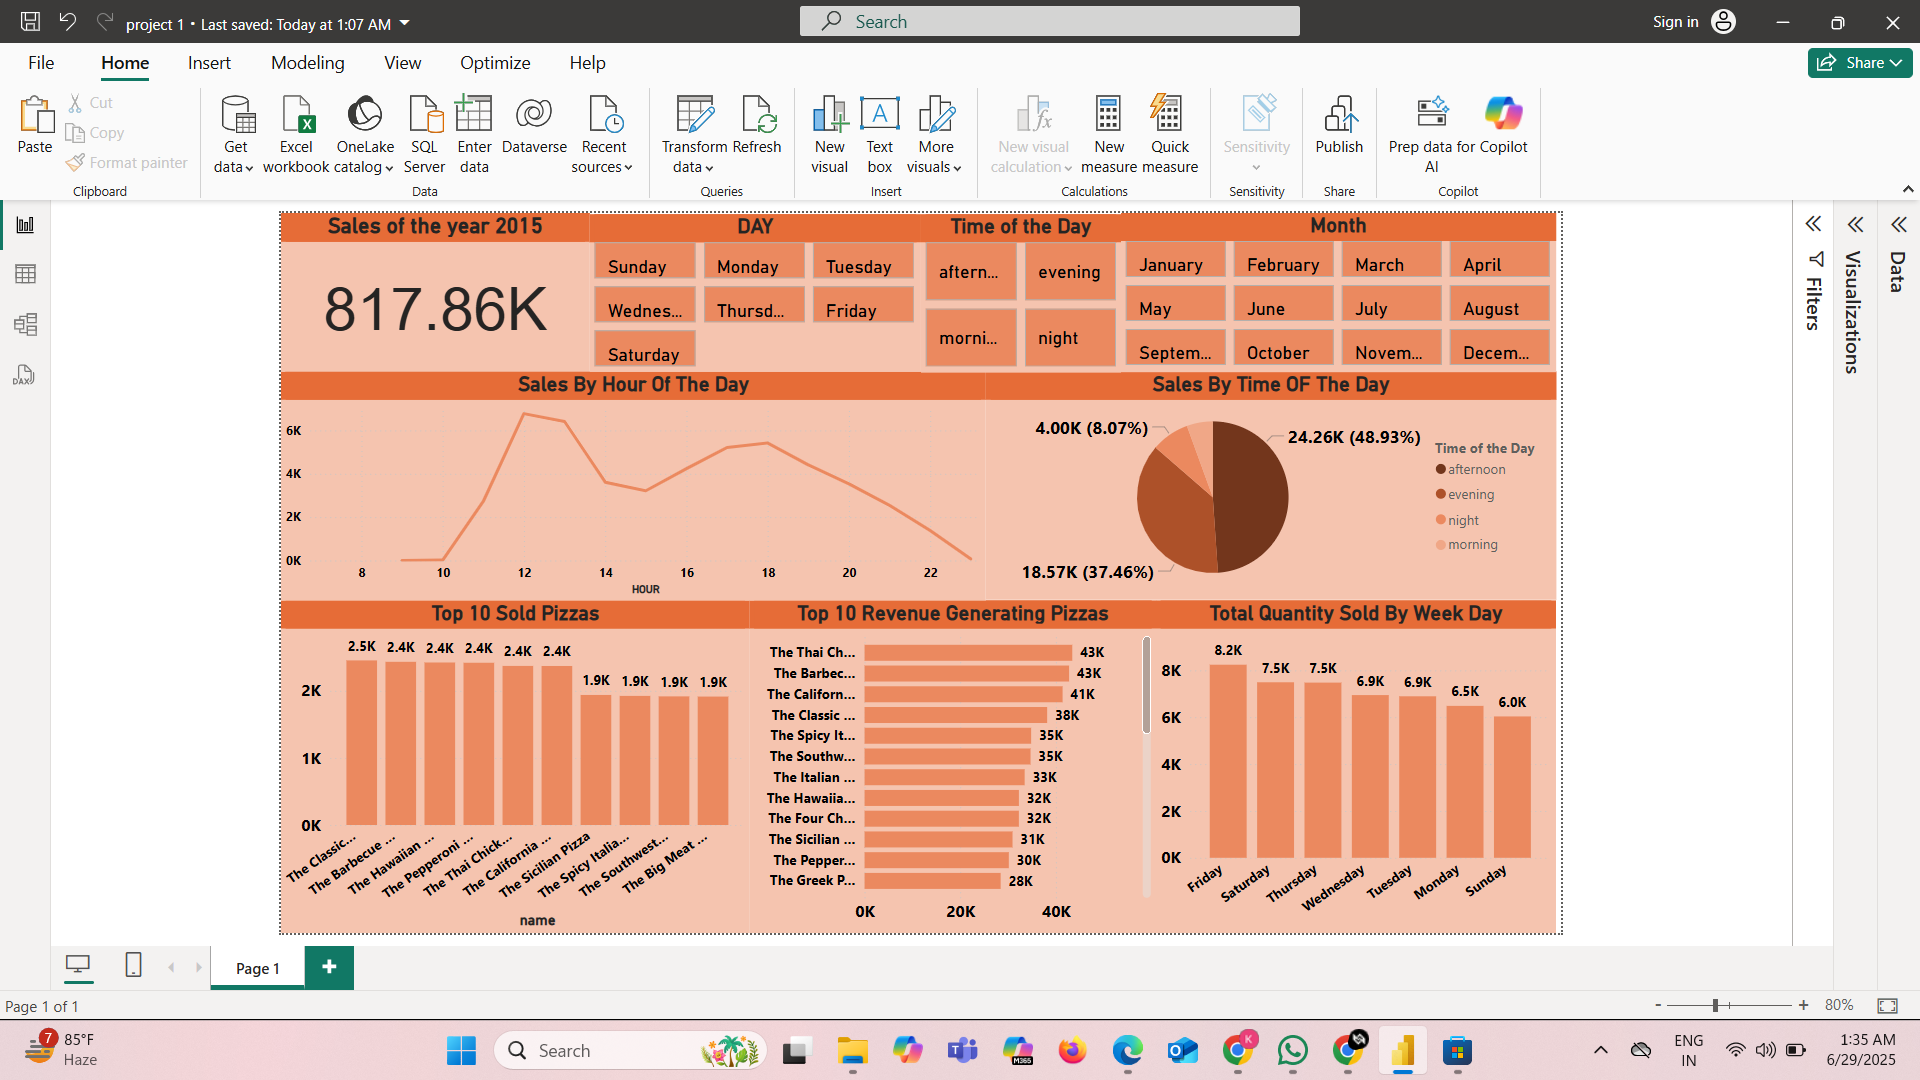 project 1 • Last saved: Today at 1:07 AM
Search
Sign in
File
Home
Insert
Modeling
View
Optimize
Help
Share
Paste
Cut
Copy
Format painter
Clipboard
Get data
Excel workbook
OneLake catalog
SQL Server
Enter data
Dataverse
Recent sources
Data
Transform data
Refresh
Queries
New visual
Text box
More visuals
Insert
New visual calculation
New measure
Quick measure
Calculations
Sensitivity
Sensitivity
Publish
Share
Prep data for AI
Copilot
Copilot
Sales of the year 2015
817.86K
DAY
Sunday
Monday
Tuesday
Wednes...
Thursd...
Friday
Saturday
Time of the Day
aftern...
evening
morni...
night
Month
January
February
March
April
May
June
July
August
Septem...
October
Novem...
Decem...
Filters
Visualizations
Data
Sales By Hour Of The Day
6K
4K
2K
0K
8
10
12
14
16
18
20
22
HOUR
Sales By Time OF The Day
4.00K (8.07%)
24.26K (48.93%)
18.57K (37.46%)
Time of the Day
afternoon
evening
night
morning
Top 10 Sold Pizzas
2.5K
2.4K
2.4K
2.4K
2.4K
2.4K
1.9K
1.9K
1.9K
1.9K
2K
1K
0K
The Classic...
The Barbecue ...
The Hawaiian ...
The Pepperoni ...
The Thai Chick...
The California ...
The Sicilian Pizza
The Spicy Italia...
The Southwest...
The Big Meat ...
name
Top 10 Revenue Generating Pizzas
The Thai Ch... 43K
The Barbec... 43K
The Californ... 41K
The Classic ... 38K
The Spicy It... 35K
The Southw... 35K
The Italian ... 33K
The Hawaiia... 32K
The Four Ch... 32K
The Sicilian ... 31K
The Pepper... 30K
The Greek P... 28K
0K
20K
40K
Total Quantity Sold By Week Day
8.2K
7.5K
7.5K
6.9K
6.9K
6.5K
6.0K
8K
6K
4K
2K
0K
Friday
Saturday
Thursday
Wednesday
Tuesday
Monday
Sunday
Page 1
Page 1 of 1
80%
7
85°F
Haze
Search
M365
K
ENG
IN
1:35 AM
6/29/2025
DAX